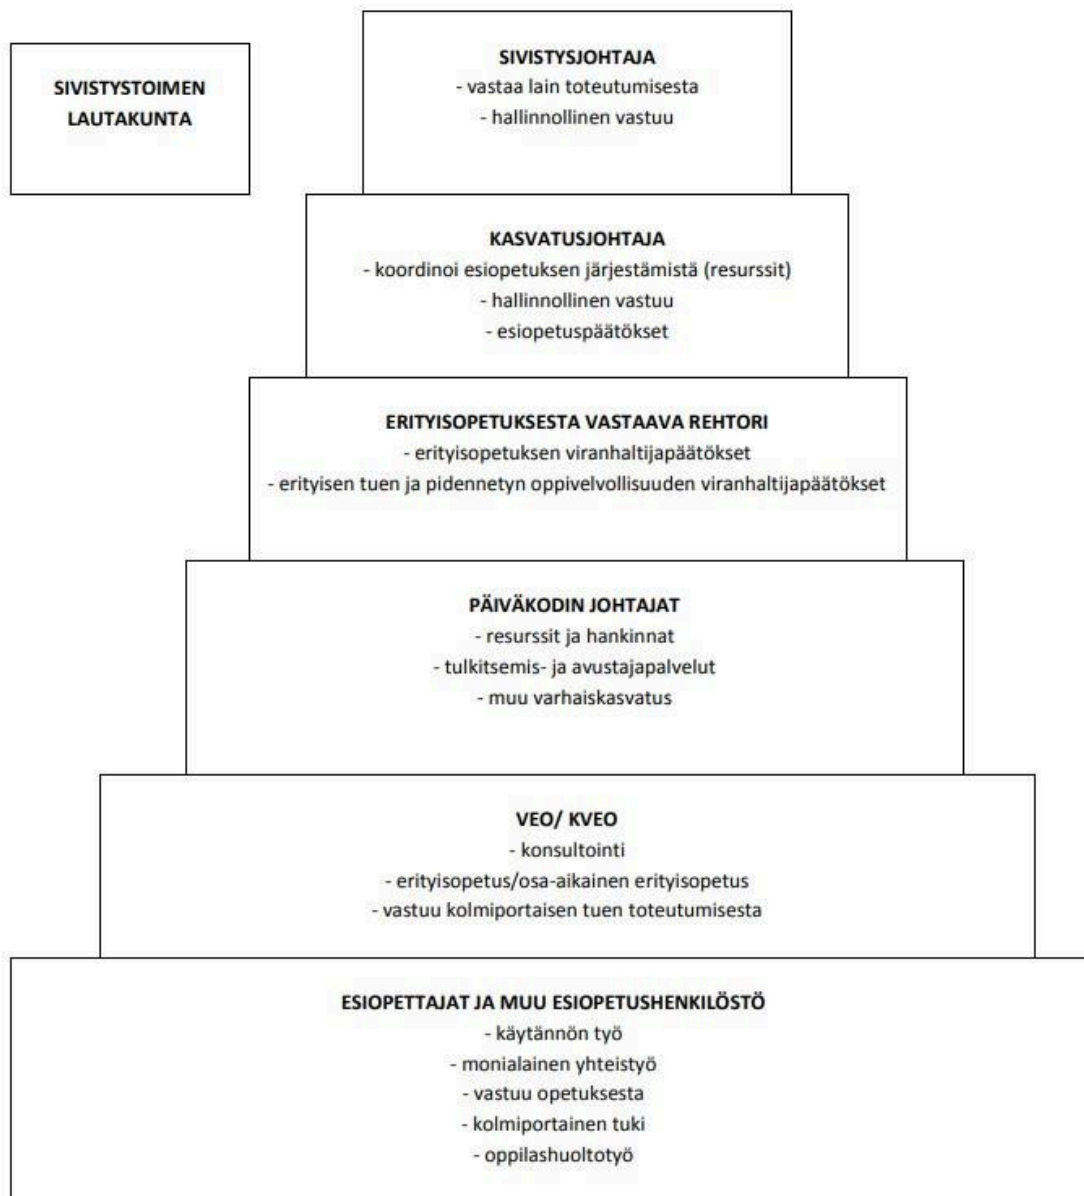 SIVISTYSTOIMEN
LAUTAKUNTA
SIVISTYSJOHTAJA
- vastaa lain toteutumisesta
- hallinnollinen vastuu
KASVATUSJOHTAJA
- koordinoi esiopetuksen järjestämistä (resurssit)
- hallinnollinen vastuu
- esiopetuspäätökset
ERITYISOPETUKSESTA VASTAAVA REHTORI
- erityisopetuksen viranhaltijapäätökset
- erityisen tuen ja pidennetyn oppivelvollisuuden viranhaltijapäätökset
PÄIVÄKODIN JOHTAJAT
- resurssit ja hankinnat
- tulkitsemis- ja avustajapalvelut
- muu varhaiskasvatus
VEO/ KVEO
- konsultointi
- erityisopetus/osa-aikainen erityisopetus
- vastuu kolmiportaisen tuen toteutumisesta
ESIOPETTAJAT JA MUU ESIOPETUSHENKILÖSTÖ
- käytännön työ
- monialainen yhteistyö
- vastuu opetuksesta
- kolmiportainen tuki
- oppilashuoltotyö